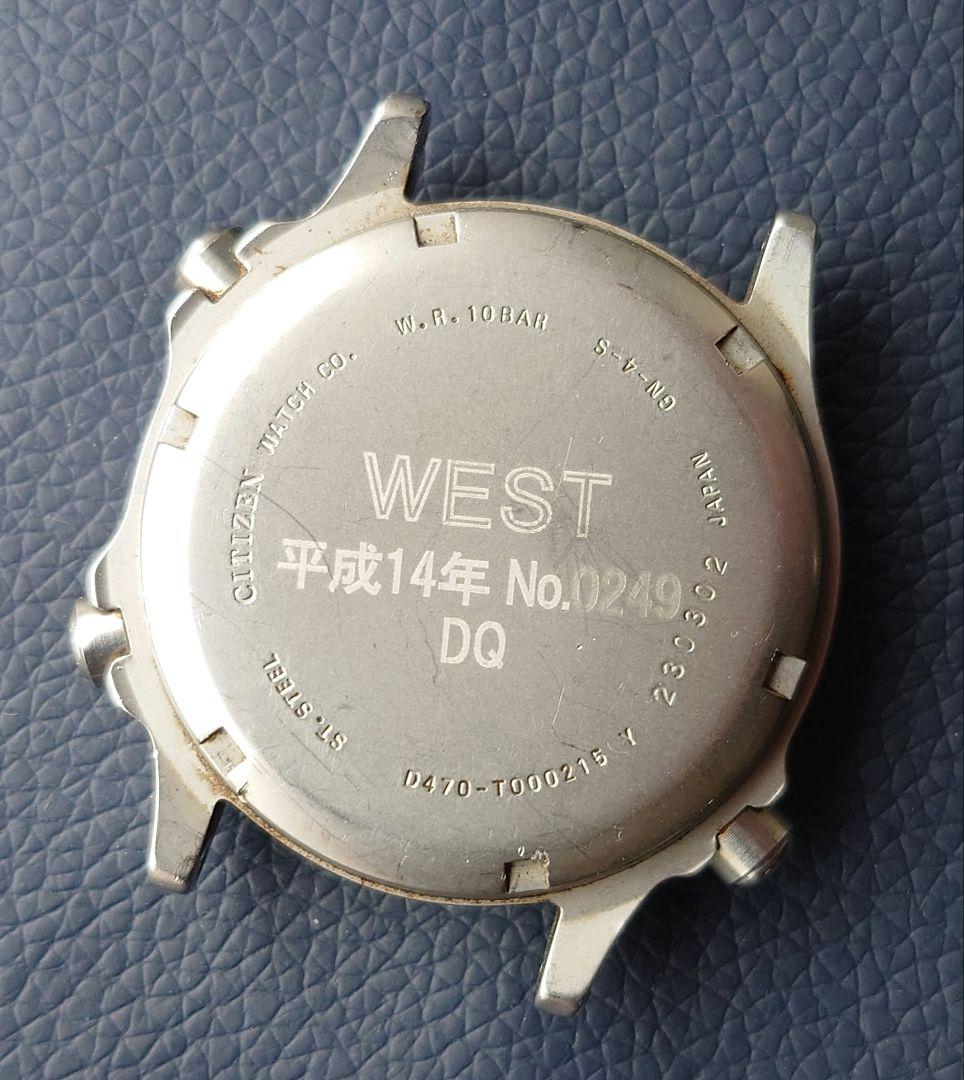 W.R.10BAR
GN-4-S
CITIZEN WATCH CO.
WEST
平成14年 No.0249
DQ
JAPAN
230302
ST.STEEL
D470-T000215 Y